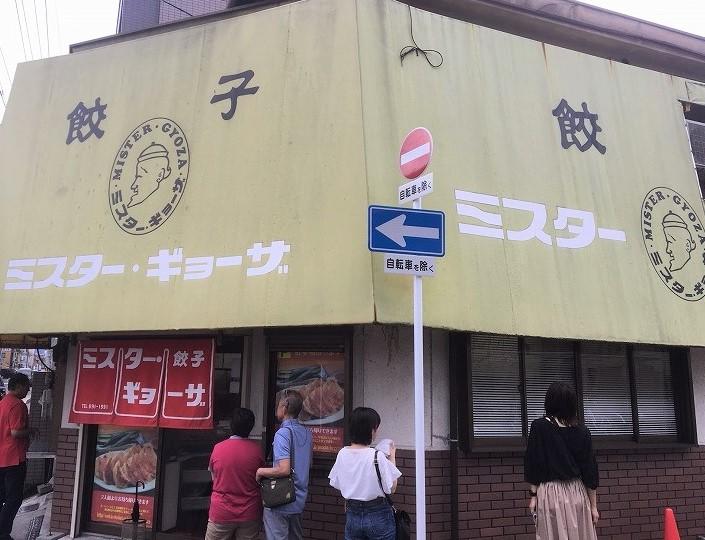 餃子
MISTER・GYOZA・
ミスター・ギョーザ
ミスター・ギョーザ
餃
ミスター
MISTER・GYOZA
ミスター・ギョーザ
自転車を除く
自転車を除く
ミスター・餃子
ギョーザ
TEL 691-1991